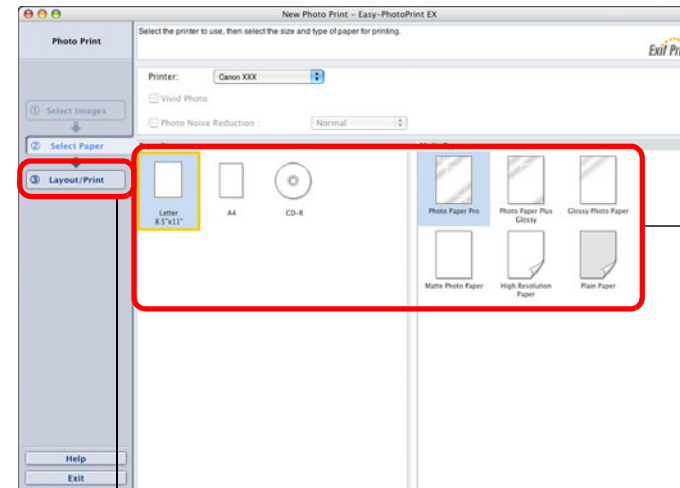 New Photo Print - Easy-PhotoPrint EX
Photo Print
Select the printer to use, then select the size and type of paper for printing.
Exif Pri
Printer: Canon XXX
Vivid Photo
Photo Noise Reduction : Normal
① Select Images
② Select Paper
③ Layout/Print
Letter
8.5"x11"
A4
CD-R
Photo Paper Pro
Photo Paper Plus
Glossy
Glossy Photo Paper
Matte Photo Paper
High Resolution
Paper
Plain Paper
Help
Exit